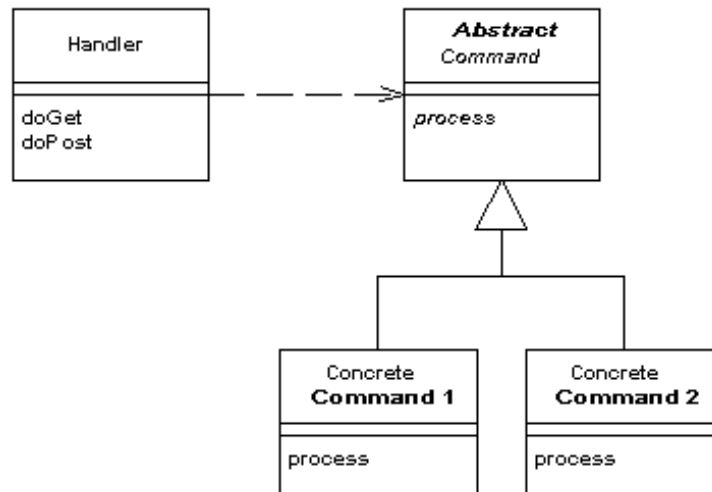 Handler
doGet
doPost
Abstract
Command
process
Concrete
Command 1
process
Concrete
Command 2
process